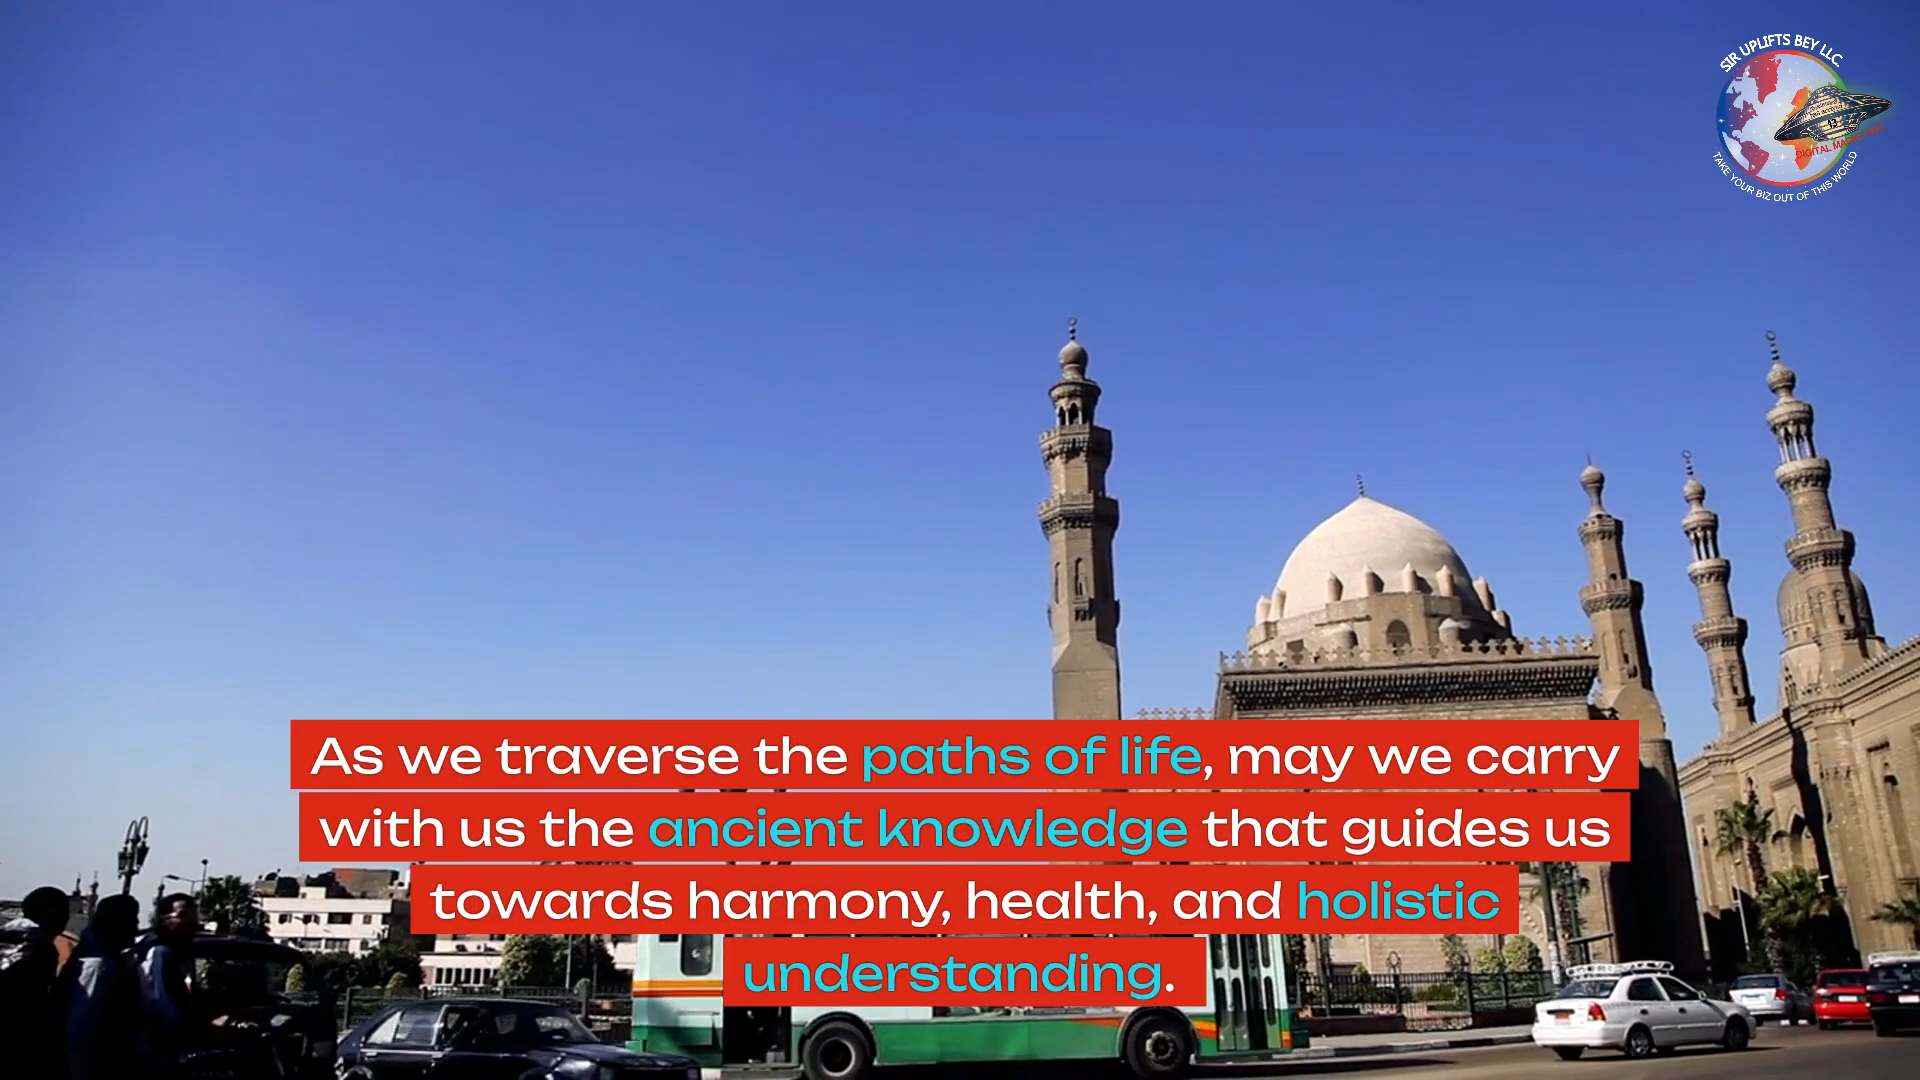 SIR UPLIFTS BEY LLC.
DIGITAL
TAKE YOUR BIZ OUT OF THIS WORLD
As we traverse the paths of life, may we carry
with us the ancient knowledge that guides us
towards harmony, health, and holistic
understanding.